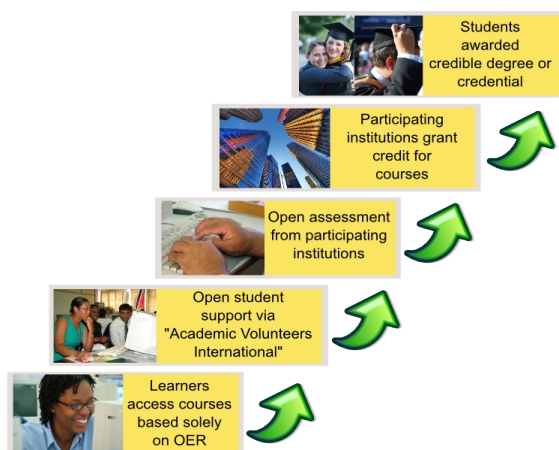 Students
awarded
credible degree or
credential
Participating
institutions grant
credit for
courses
Open assessment
from participating
institutions
Open student
support via
"Academic Volunteers
International"
Learners
access courses
based solely
on OER